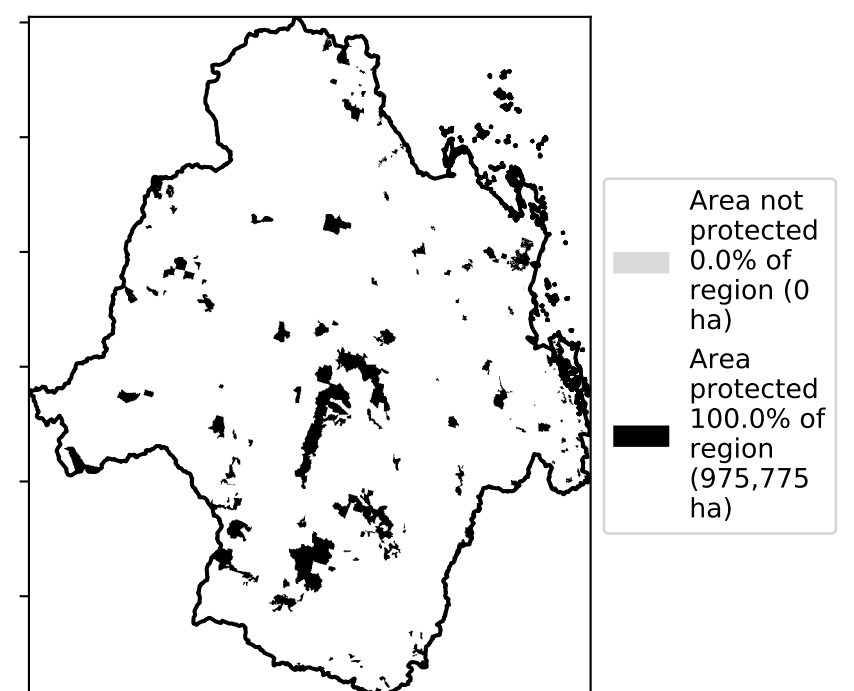 Area not
protected
0.0% of
region (0
ha)
Area
protected
100.0% of
region
(975,775
ha)